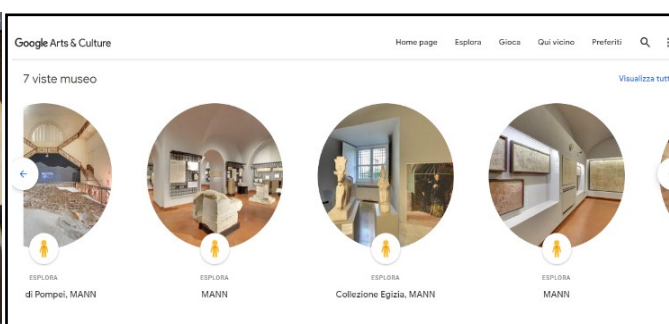 Google Arts & Culture
Home page Esplora Gioca Qui vicino Preferiti
7 viste museo
Visualizza tutt
ESPLORA
di Pompei, MANN
ESPLORA
MANN
ESPLORA
Collezione Egizia, MANN
ESPLORA
MANN